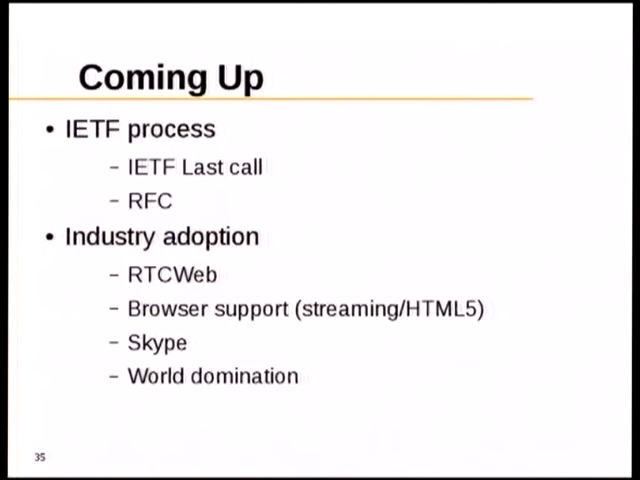 Coming Up
• IETF process
– IETF Last call
– RFC
• Industry adoption
– RTCWeb
– Browser support (streaming/HTML5)
– Skype
– World domination
35